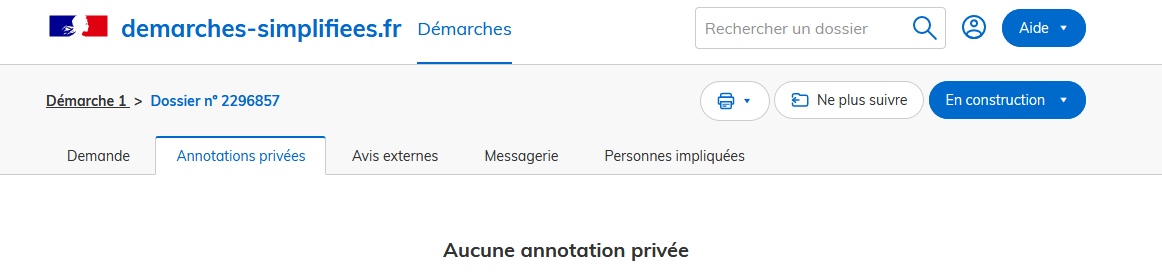 demarches-simplifiees.fr Démarches Rechercher un dossier Aide
Démarche 1 > Dossier n° 2296857 Ne plus suivre En construction
Demande Annotations privées Avis externes Messagerie Personnes impliquées
Aucune annotation privée